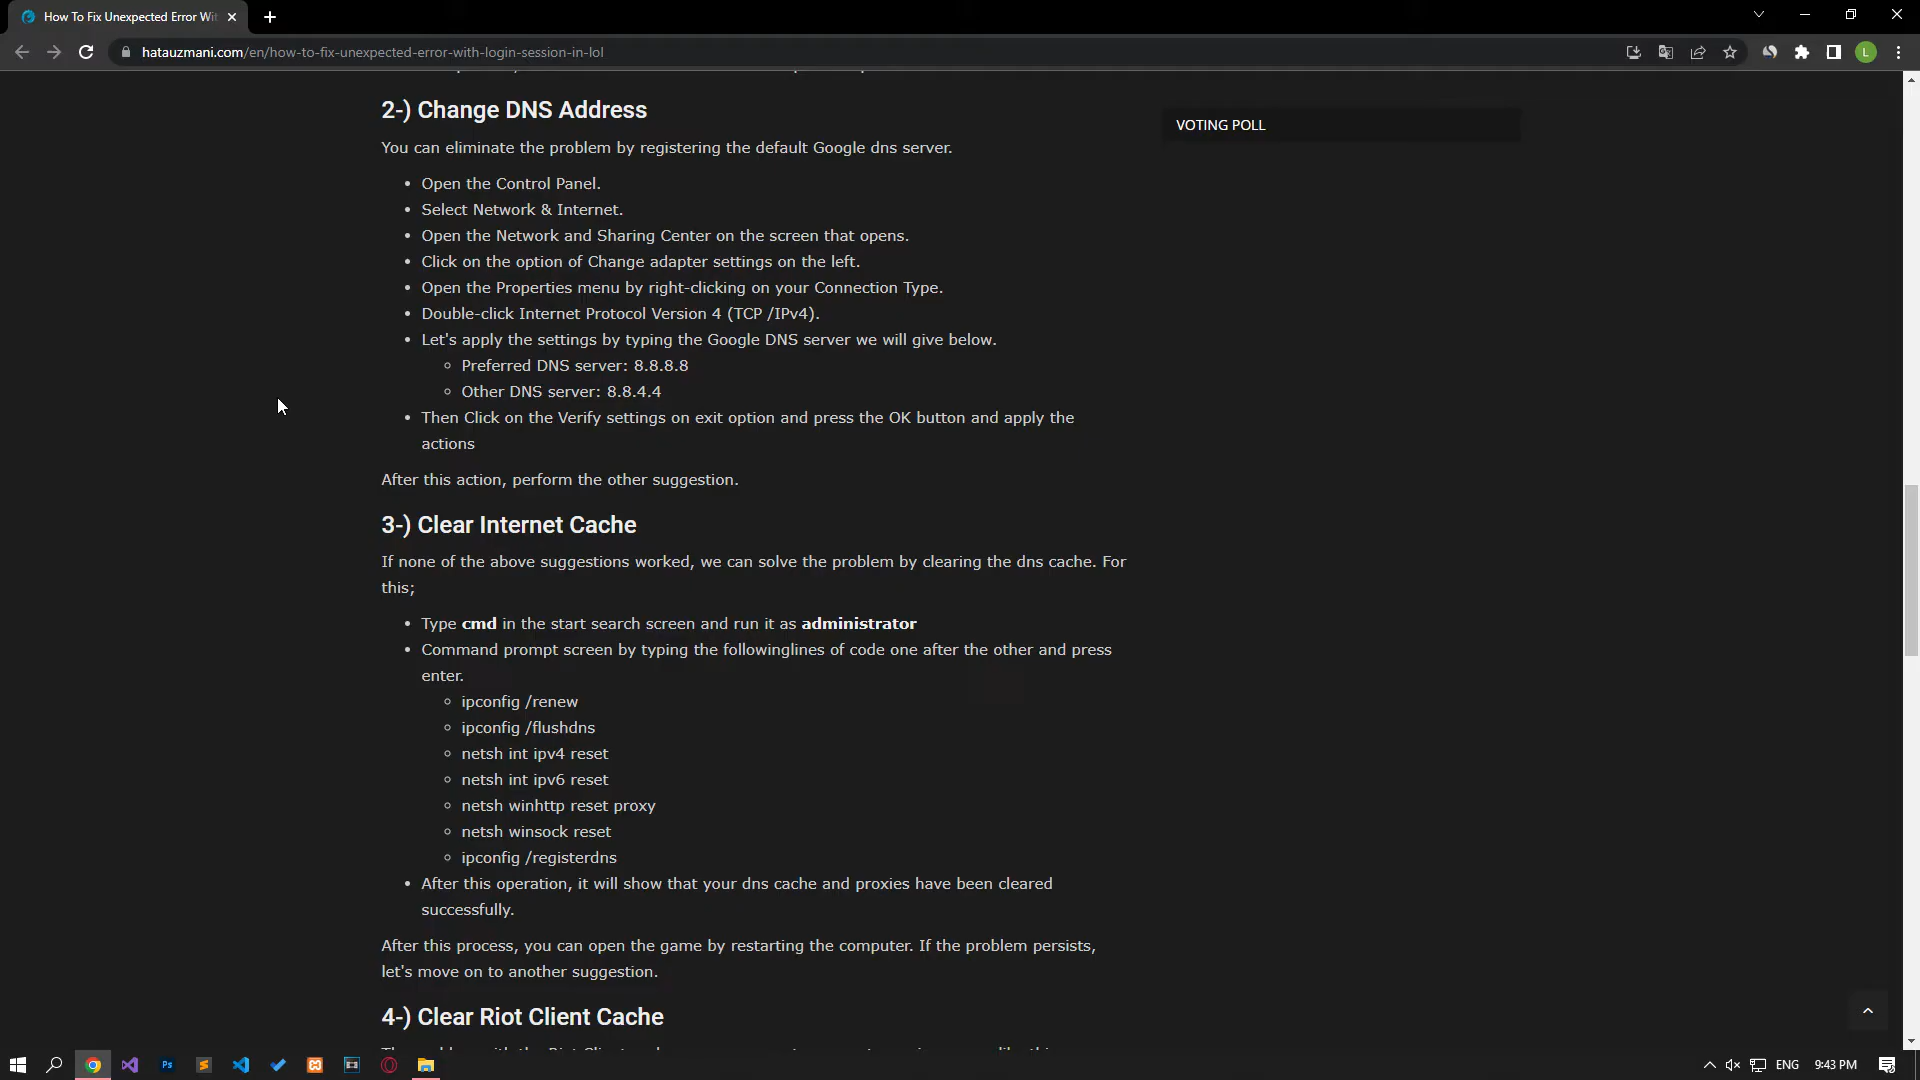 How To Fix Unexpected Error Wit
hatauzmani.com/en/how-to-fix-unexpected-error-with-login-session-in-lol
L
2-) Change DNS Address
VOTING POLL
You can eliminate the problem by registering the default Google dns server.
• Open the Control Panel.
• Select Network & Internet.
• Open the Network and Sharing Center on the screen that opens.
• Click on the option of Change adapter settings on the left.
• Open the Properties menu by right-clicking on your Connection Type.
• Double-click Internet Protocol Version 4 (TCP /IPv4).
• Let's apply the settings by typing the Google DNS server we will give below.
◦ Preferred DNS server: 8.8.8.8
◦ Other DNS server: 8.8.4.4
• Then Click on the Verify settings on exit option and press the OK button and apply the
actions
After this action, perform the other suggestion.
3-) Clear Internet Cache
If none of the above suggestions worked, we can solve the problem by clearing the dns cache. For
this;
• Type cmd in the start search screen and run it as administrator
• Command prompt screen by typing the followinglines of code one after the other and press
enter.
◦ ipconfig /renew
◦ ipconfig /flushdns
◦ netsh int ipv4 reset
◦ netsh int ipv6 reset
◦ netsh winhttp reset proxy
◦ netsh winsock reset
◦ ipconfig /registerdns
• After this operation, it will show that your dns cache and proxies have been cleared
successfully.
After this process, you can open the game by restarting the computer. If the problem persists,
let's move on to another suggestion.
4-) Clear Riot Client Cache
Ps
ENG
9:43 PM